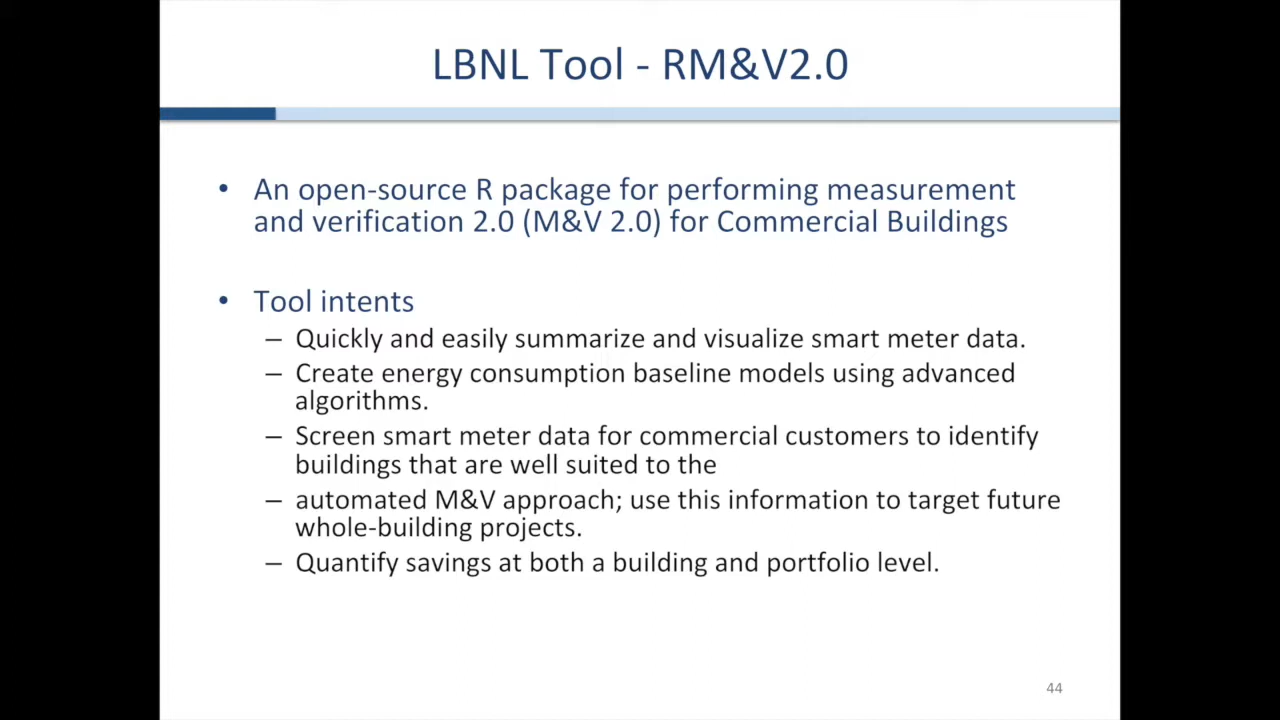 LBNL Tool - RM&V2.0
• An open-source R package for performing measurement
and verification 2.0 (M&V 2.0) for Commercial Buildings
• Tool intents
– Quickly and easily summarize and visualize smart meter data.
– Create energy consumption baseline models using advanced
algorithms.
– Screen smart meter data for commercial customers to identify
buildings that are well suited to the
– automated M&V approach; use this information to target future
whole-building projects.
– Quantify savings at both a building and portfolio level.
44